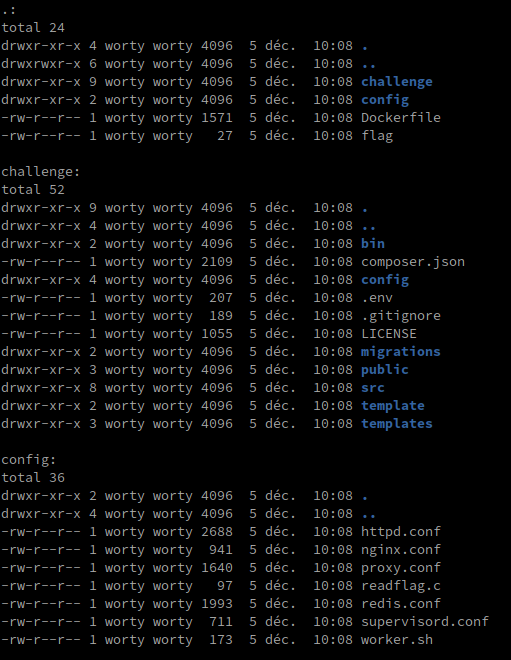 .:
total 24
drwxr-xr-x 4 worty worty 4096  5 déc.  10:08 .
drwxrwxr-x 6 worty worty 4096  5 déc.  10:08 ..
drwxr-xr-x 9 worty worty 4096  5 déc.  10:08 challenge
drwxr-xr-x 2 worty worty 4096  5 déc.  10:08 config
-rw-r--r-- 1 worty worty 1571  5 déc.  10:08 Dockerfile
-rw-r--r-- 1 worty worty   27  5 déc.  10:08 flag

challenge:
total 52
drwxr-xr-x 9 worty worty 4096  5 déc.  10:08 .
drwxr-xr-x 4 worty worty 4096  5 déc.  10:08 ..
drwxr-xr-x 2 worty worty 4096  5 déc.  10:08 bin
-rw-r--r-- 1 worty worty 2109  5 déc.  10:08 composer.json
drwxr-xr-x 4 worty worty 4096  5 déc.  10:08 config
-rw-r--r-- 1 worty worty  207  5 déc.  10:08 .env
-rw-r--r-- 1 worty worty  189  5 déc.  10:08 .gitignore
-rw-r--r-- 1 worty worty 1055  5 déc.  10:08 LICENSE
drwxr-xr-x 2 worty worty 4096  5 déc.  10:08 migrations
drwxr-xr-x 3 worty worty 4096  5 déc.  10:08 public
drwxr-xr-x 8 worty worty 4096  5 déc.  10:08 src
drwxr-xr-x 2 worty worty 4096  5 déc.  10:08 template
drwxr-xr-x 3 worty worty 4096  5 déc.  10:08 templates

config:
total 36
drwxr-xr-x 2 worty worty 4096  5 déc.  10:08 .
drwxr-xr-x 4 worty worty 4096  5 déc.  10:08 ..
-rw-r--r-- 1 worty worty 2688  5 déc.  10:08 httpd.conf
-rw-r--r-- 1 worty worty  941  5 déc.  10:08 nginx.conf
-rw-r--r-- 1 worty worty 1640  5 déc.  10:08 proxy.conf
-rw-r--r-- 1 worty worty   97  5 déc.  10:08 readflag.c
-rw-r--r-- 1 worty worty 1993  5 déc.  10:08 redis.conf
-rw-r--r-- 1 worty worty  711  5 déc.  10:08 supervisord.conf
-rw-r--r-- 1 worty worty  173  5 déc.  10:08 worker.sh